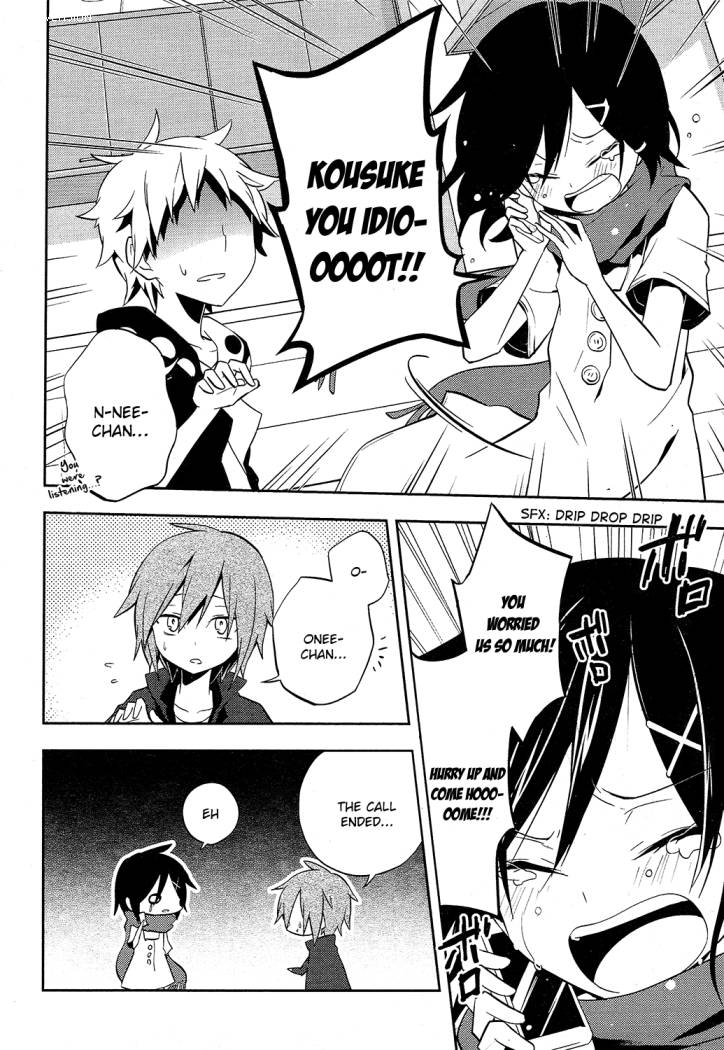 KOUSUKE
YOU IDIO-
OOOOT!!
N-NEE-
CHAN...
You
were
listening...?
SFX: DRIP DROP DRIP
ボロ
YOU
WORRIED
US SO MUCH!
ボロ
HURRY UP AND
COME HOOO-
OOME!!!
ボロ
O-
ONEE-
CHAN...
THE CALL
ENDED...
EH